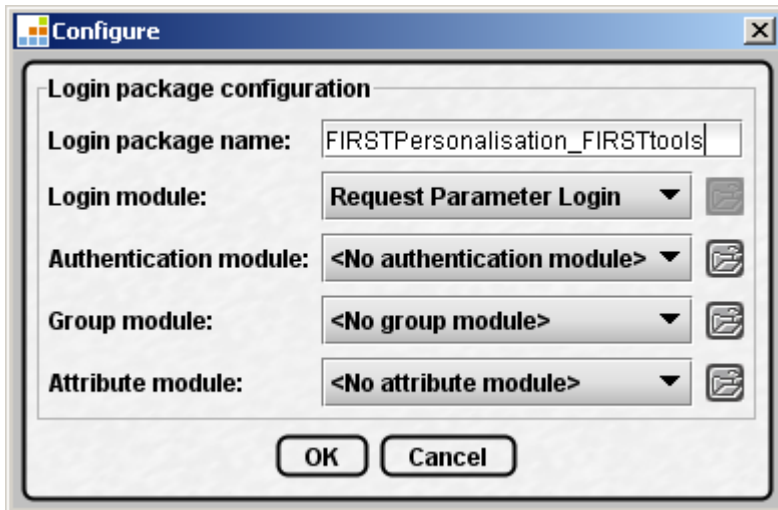 Configure
Login package configuration
Login package name: FIRSTPersonalisation_FIRSTtools
Login module: Request Parameter Login
Authentication module: <No authentication module>
Group module: <No group module>
Attribute module: <No attribute module>
OK Cancel